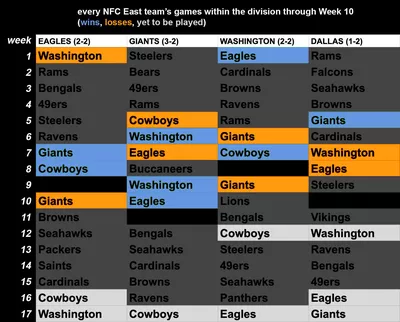 every NFC East team's games within the division through Week 10
(wins, losses, yet to be played)
week EAGLES (2-2) GIANTS (3-2) WASHINGTON (2-2) DALLAS (1-2)
1 Washington Steelers Eagles Rams
2 Rams Bears Cardinals Falcons
3 Bengals 49ers Browns Seahawks
4 49ers Rams Ravens Browns
5 Steelers Cowboys Rams Giants
6 Ravens Washington Giants Cardinals
7 Giants Eagles Cowboys Washington
8 Cowboys Buccaneers Eagles
9 Washington Giants Steelers
10 Giants Eagles Lions
11 Browns Bengals Vikings
12 Seahawks Bengals Cowboys Washington
13 Packers Seahawks Steelers Ravens
14 Saints Cardinals 49ers Bengals
15 Cardinals Browns Seahawks 49ers
16 Cowboys Ravens Panthers Eagles
17 Washington Cowboys Eagles Giants